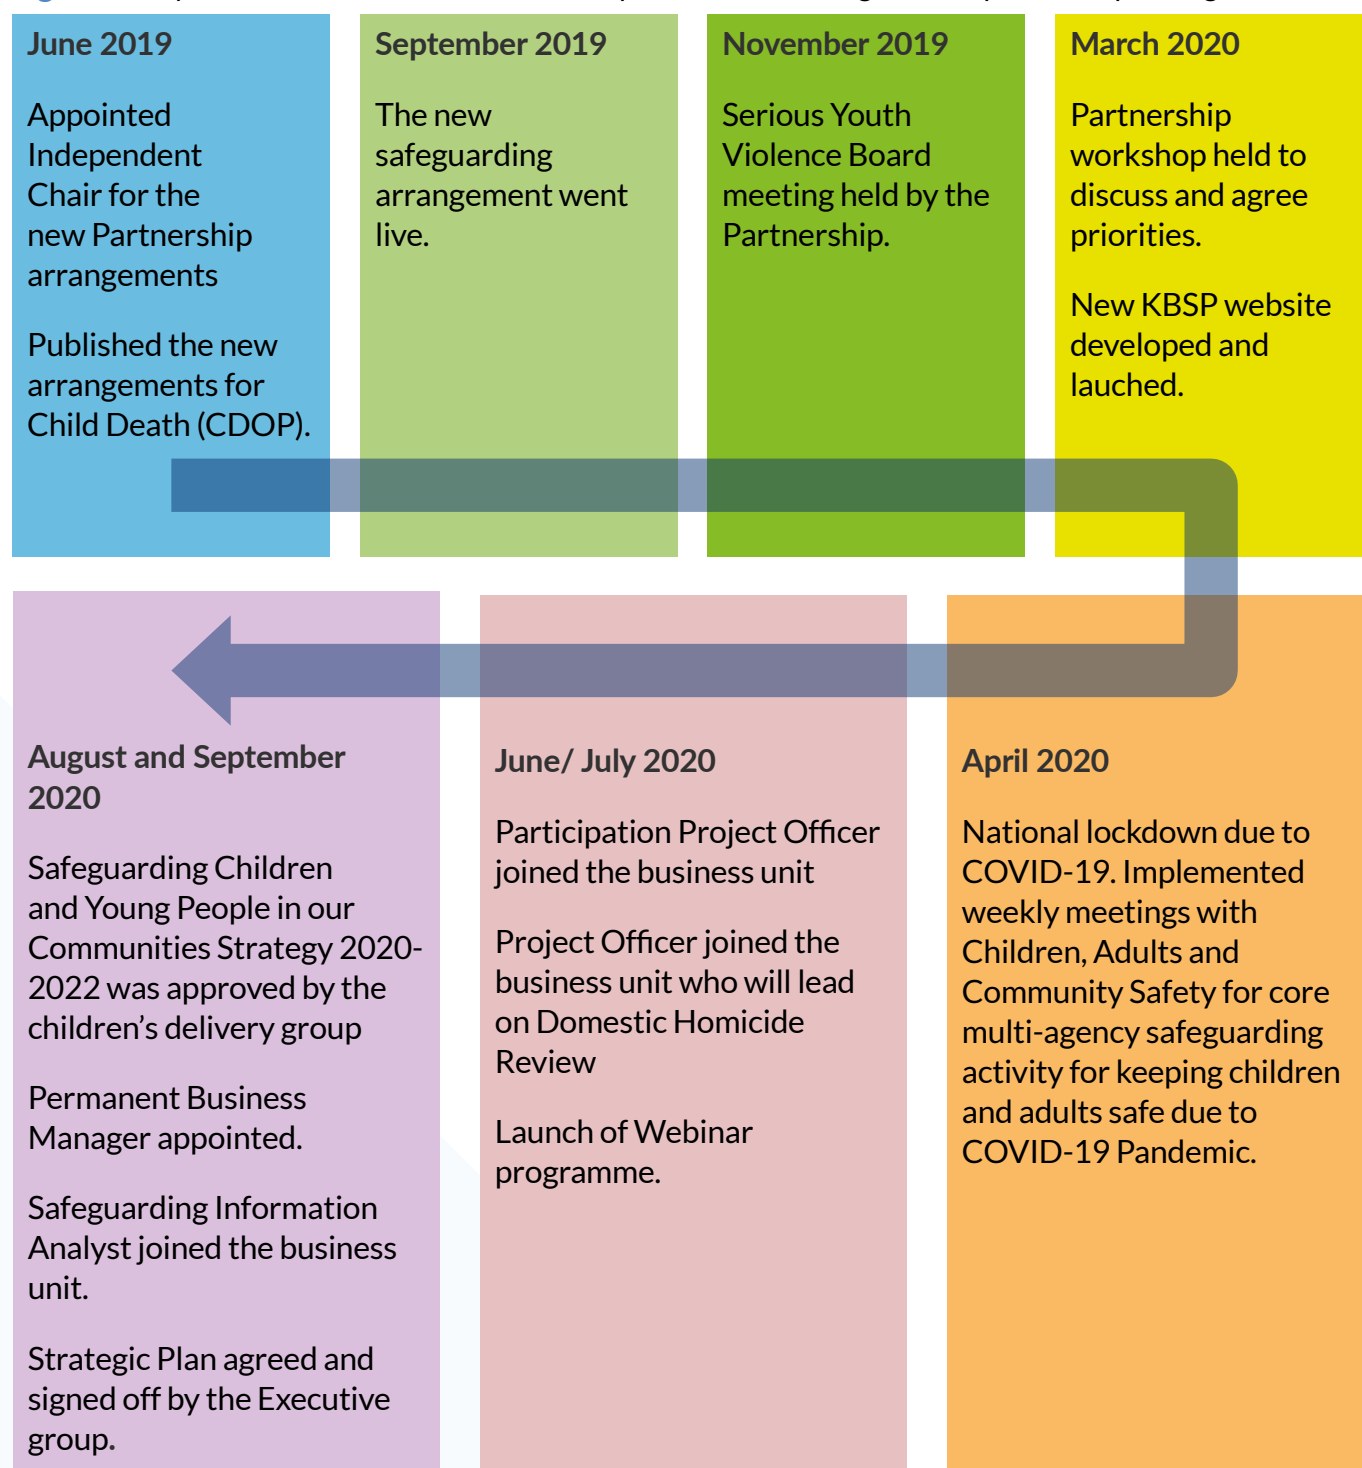 June 2019
Appointed
Independent
Chair for the
new Partnership
arrangements
Published the new
arrangements for
Child Death (CDOP).
September 2019
The new
safeguarding
arrangement went
live.
November 2019
Serious Youth
Violence Board
meeting held by the
Partnership.
March 2020
Partnership
workshop held to
discuss and agree
priorities.
New KBSP website
developed and
lauched.
April 2020
National lockdown due to
COVID-19. Implemented
weekly meetings with
Children, Adults and
Community Safety for core
multi-agency safeguarding
activity for keeping children
and adults safe due to
COVID-19 Pandemic.
June/ July 2020
Participation Project Officer
joined the business unit
Project Officer joined the
business unit who will lead
on Domestic Homicide
Review
Launch of Webinar
programme.
August and September
2020
Safeguarding Children
and Young People in our
Communities Strategy 2020-
2022 was approved by the
children's delivery group
Permanent Business
Manager appointed.
Safeguarding Information
Analyst joined the business
unit.
Strategic Plan agreed and
signed off by the Executive
group.